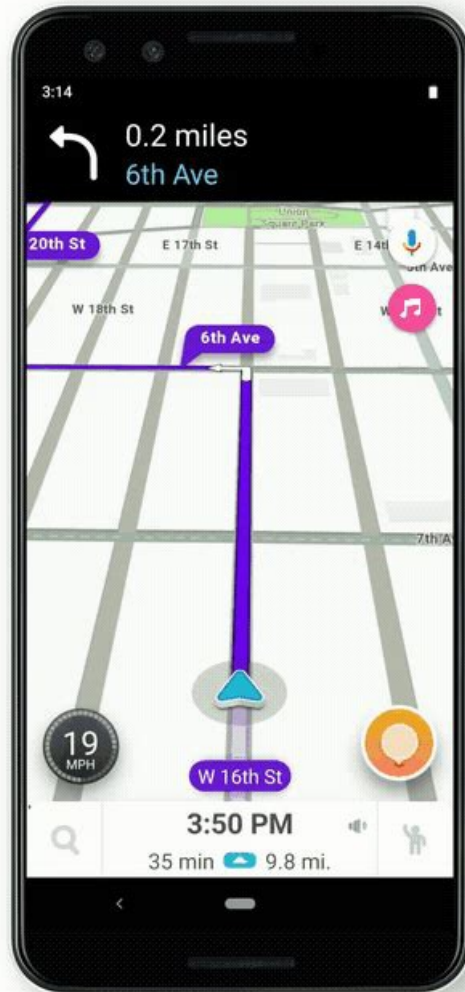 3:14
0.2 miles
6th Ave
Union
Square Park
20th St
E 17th St
E 14th
5th Ave
W 18th St
W
6th Ave
7th A
19
MPH
W 16th St
3:50 PM
35 min 9.8 mi.